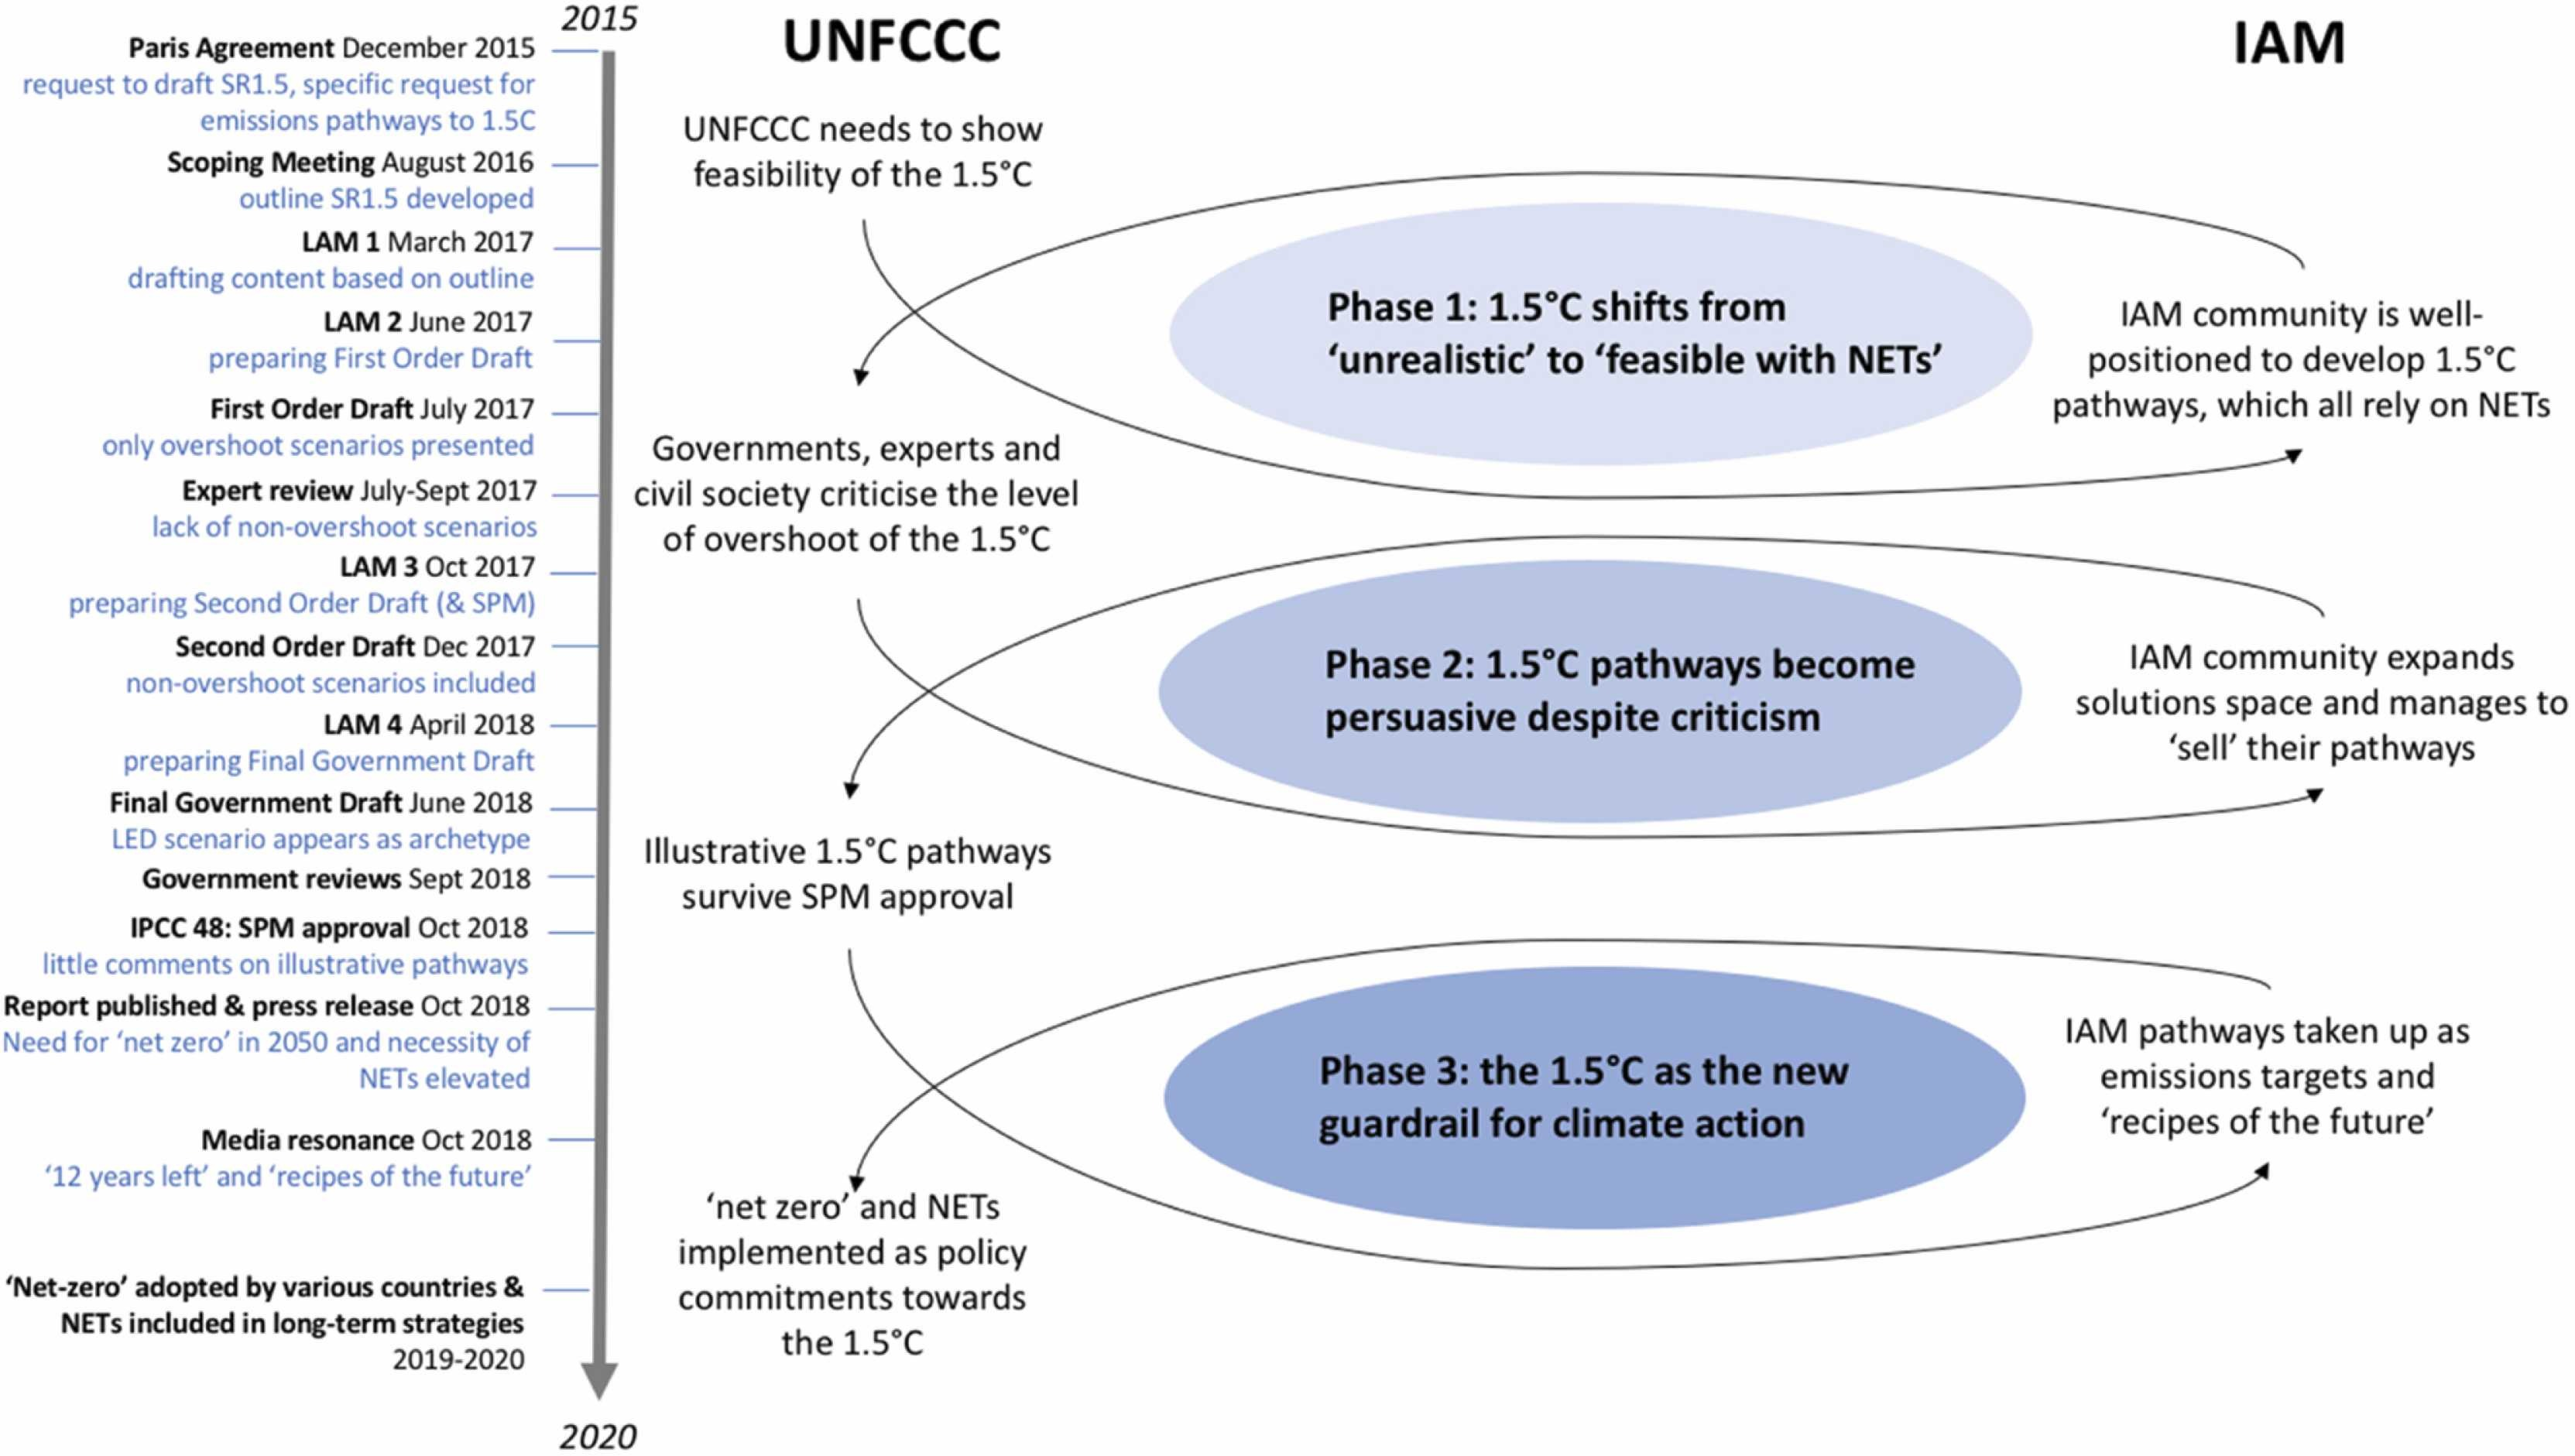 2015
Paris Agreement December 2015
request to draft SR1.5, specific request for
emissions pathways to 1.5C
Scoping Meeting August 2016
outline SR1.5 developed
LAM 1 March 2017
drafting content based on outline
LAM 2 June 2017
preparing First Order Draft
First Order Draft July 2017
only overshoot scenarios presented
Expert review July-Sept 2017
lack of non-overshoot scenarios
LAM 3 Oct 2017
preparing Second Order Draft (& SPM)
Second Order Draft Dec 2017
non-overshoot scenarios included
LAM 4 April 2018
preparing Final Government Draft
Final Government Draft June 2018
LED scenario appears as archetype
Government reviews Sept 2018
IPCC 48: SPM approval Oct 2018
little comments on illustrative pathways
Report published & press release Oct 2018
Need for ‘net zero’ in 2050 and necessity of
NETs elevated
Media resonance Oct 2018
‘12 years left’ and ‘recipes of the future’
‘Net-zero’ adopted by various countries &
NETs included in long-term strategies
2019-2020
2020
UNFCCC
UNFCCC needs to show
feasibility of the 1.5°C
Governments, experts and
civil society criticise the level
of overshoot of the 1.5°C
Illustrative 1.5°C pathways
survive SPM approval
‘net zero’ and NETs
implemented as policy
commitments towards
the 1.5°C
Phase 1: 1.5°C shifts from
‘unrealistic’ to ‘feasible with NETs’
Phase 2: 1.5°C pathways become
persuasive despite criticism
Phase 3: the 1.5°C as the new
guardrail for climate action
IAM
IAM community is well-
positioned to develop 1.5°C
pathways, which all rely on NETs
IAM community expands
solutions space and manages to
‘sell’ their pathways
IAM pathways taken up as
emissions targets and
‘recipes of the future’